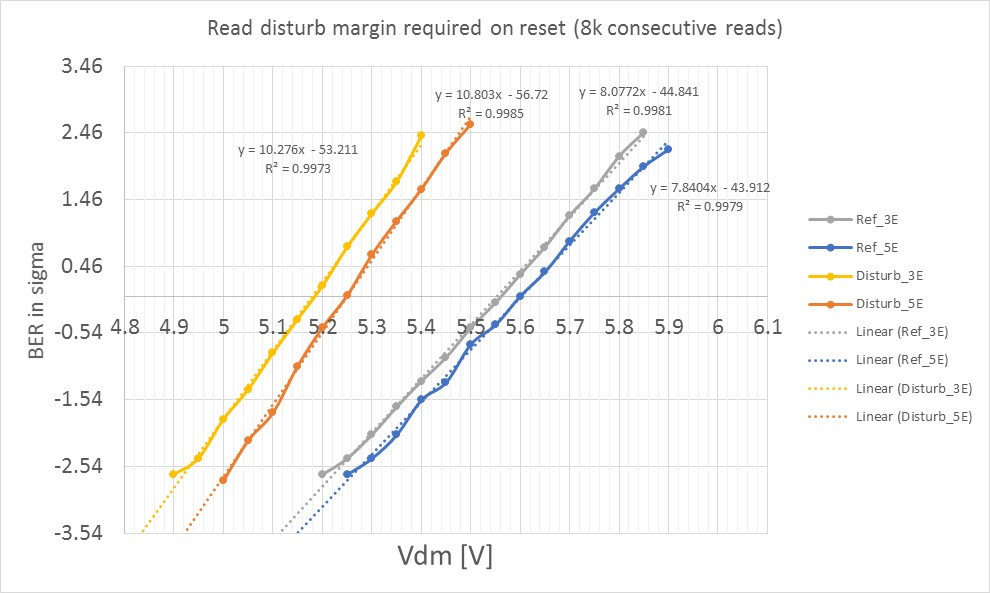 Read disturb margin required on reset (8k consecutive reads)
3.46
2.46
1.46
0.46
-0.54
-1.54
-2.54
-3.54
BER in sigma
y = 10.276x - 53.211
R² = 0.9973
y = 10.803x - 56.72
R² = 0.9985
y = 8.0772x - 44.841
R² = 0.9981
y = 7.8404x - 43.912
R² = 0.9979
4.8 4.9 5 5.1 5.2 5.3 5.4 5.5 5.6 5.7 5.8 5.9 6 6.1
Vdm [V]
Ref_3E
Ref_5E
Disturb_3E
Disturb_5E
Linear (Ref_3E)
Linear (Ref_5E)
Linear (Disturb_3E)
Linear (Disturb_5E)